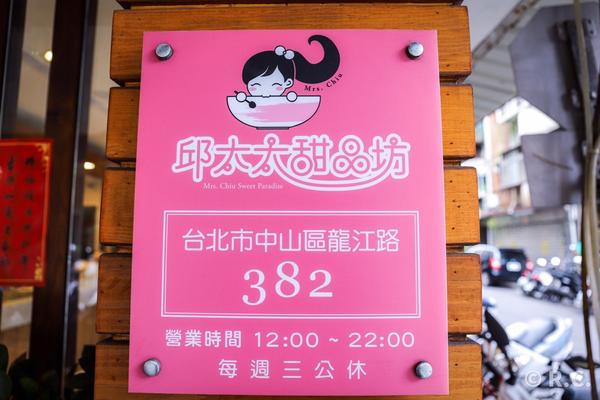 Mrs. Chiu
邱太太甜品坊
Mrs. Chiu Sweet Paradise
台北市中山區龍江路
382
營業時間 12:00 ~ 22:00
每週三公休
© R.C.